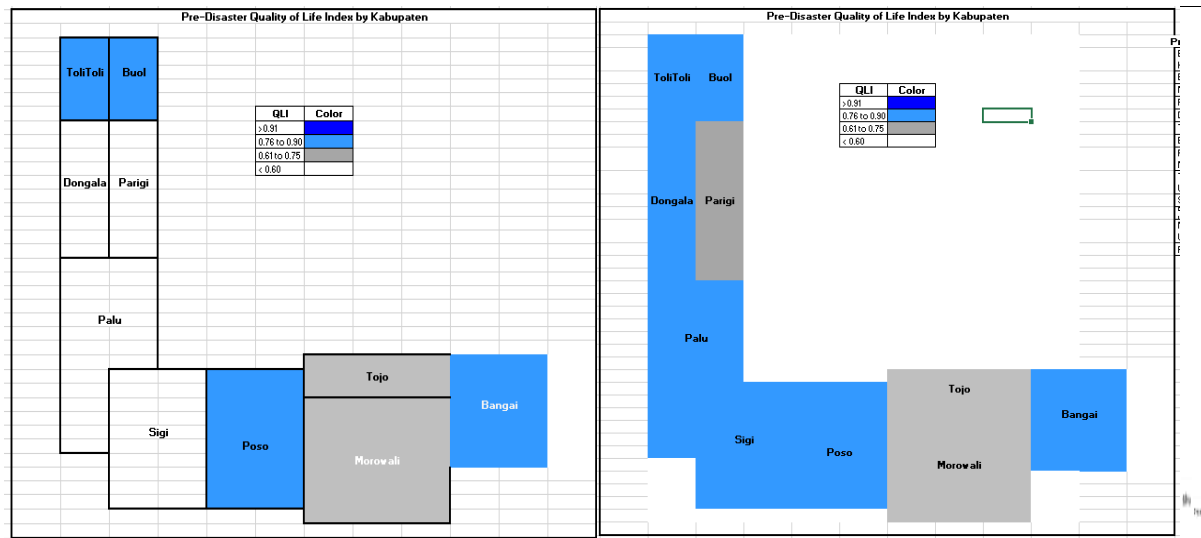 Pre-Disaster Quality of Life Index by Kabupaten
ToliToli Buol
QLI Color
>0.91
0.76 to 0.90
0.61 to 0.75
< 0.60
Dongala Parigi
Palu
Tojo
Bangai
Sigi
Poso
Morowali
Pre-Disaster Quality of Life Index by Kabupaten
ToliToli Buol
QLI Color
>0.91
0.76 to 0.90
0.61 to 0.75
< 0.60
Dongala Parigi
Palu
Tojo
Bangai
Sigi
Poso
Morowali